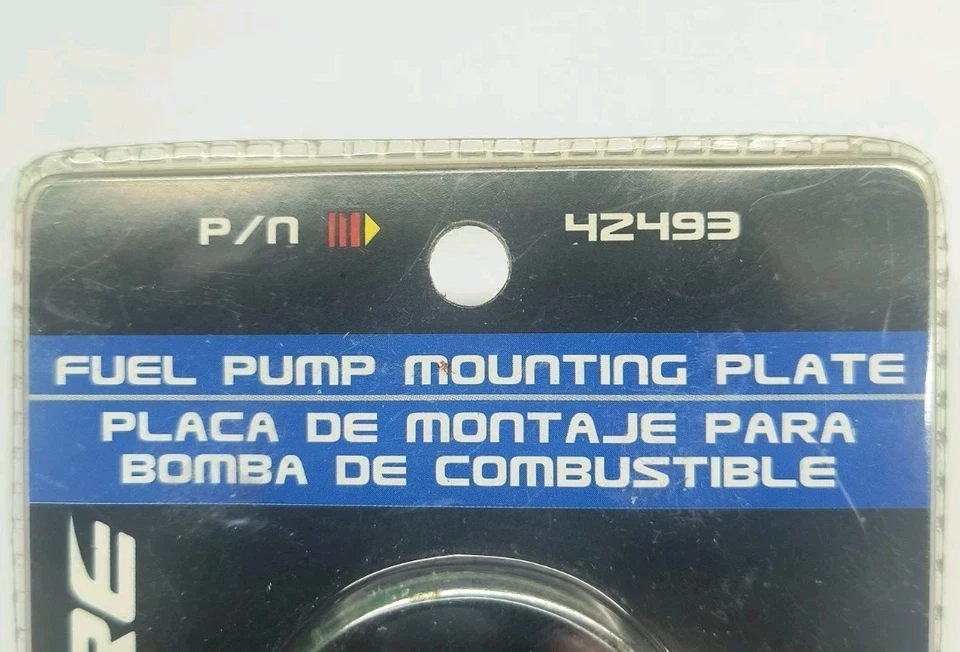 P/N 42493
FUEL PUMP MOUNTING PLATE
PLACA DE MONTAJE PARA
BOMBA DE COMBUSTIBLE